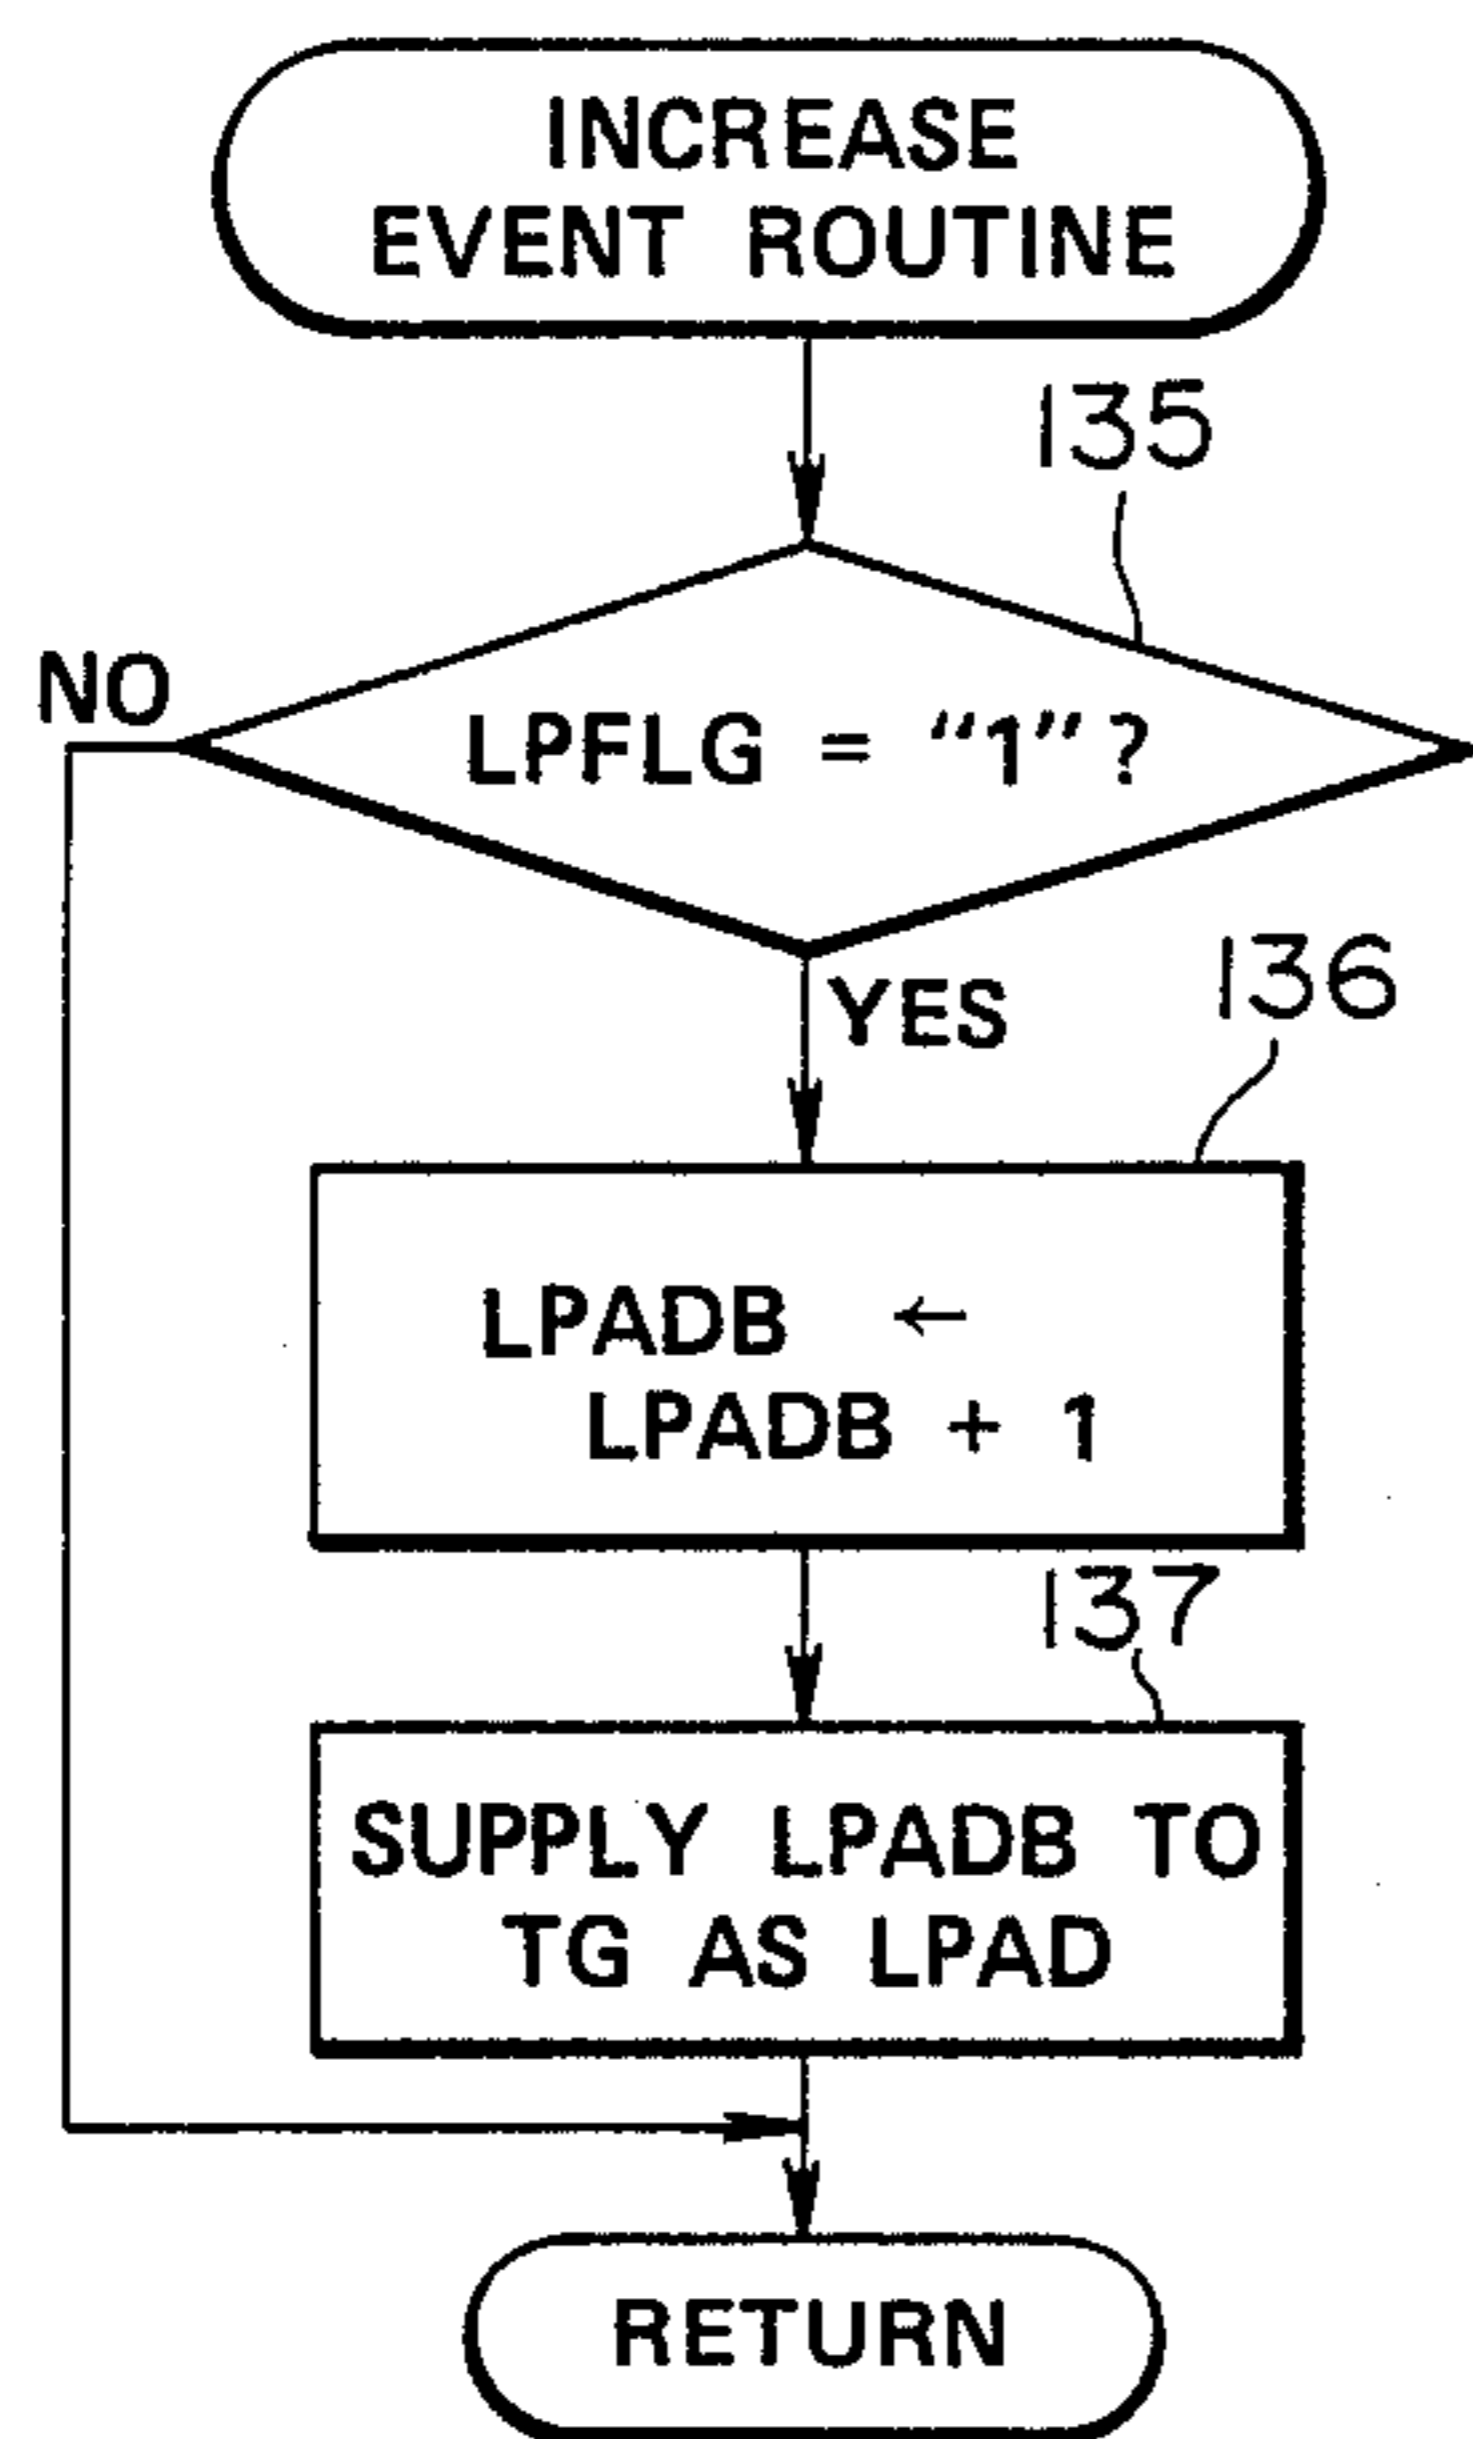 INCREASE
EVENT ROUTINE
135
NO
LPFLG = “1”?
YES
136
LPADB ←
LPADB + 1
137
SUPPLY LPADB TO
TG AS LPAD
RETURN